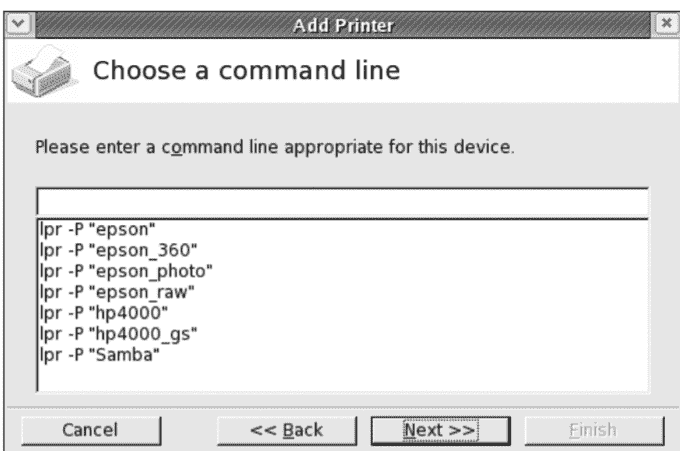 Add Printer
Choose a command line
Please enter a command line appropriate for this device.
lpr -P "epson"
lpr -P "epson_360"
lpr -P "epson_photo"
lpr -P "epson_raw"
lpr -P "hp4000"
lpr -P "hp4000_gs"
lpr -P "Samba"
Cancel << Back Next >> Finish